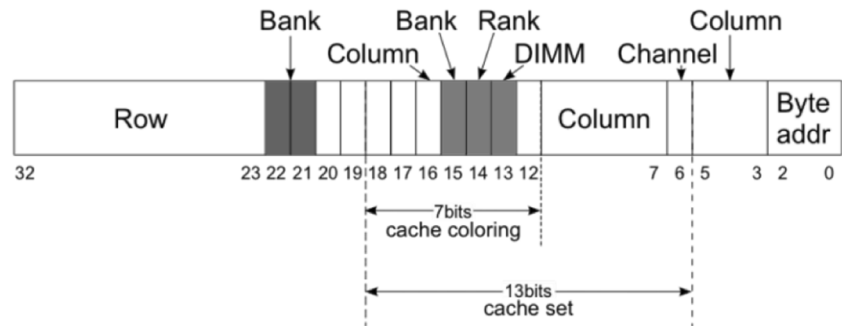 Bank Bank Rank
Column DIMM Channel Column
Row Column Byte addr
32 23 22 21 20 19 18 17 16 15 14 13 12 7 6 5 3 2 0
7bits
cache coloring
13bits
cache set